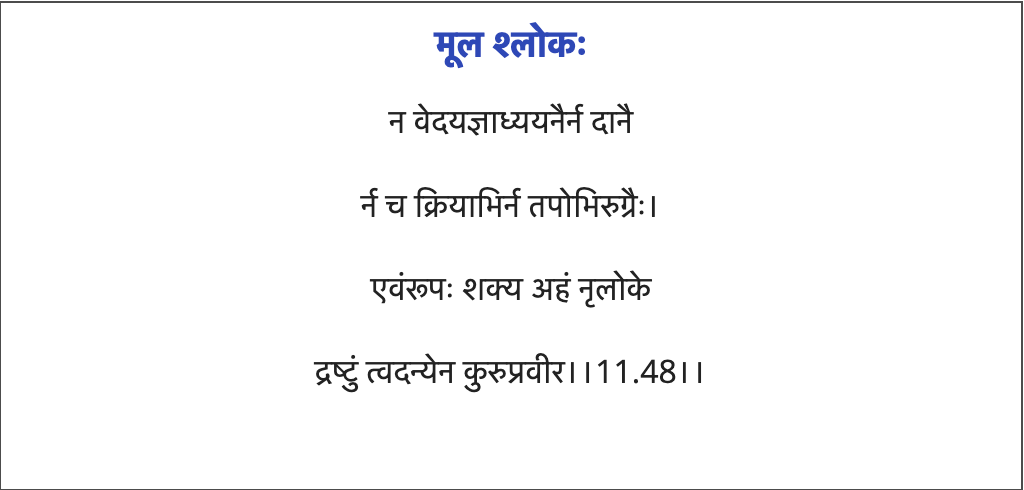 मूल श्लोकः
न वेदयज्ञाध्ययनैर्न दानै
र्न च क्रियाभिर्न तपोभिरुग्रैः।
एवंरूपः शक्य अहं नृलोके
द्रष्टुं त्वदन्येन कुरुप्रवीर।।11.48।।